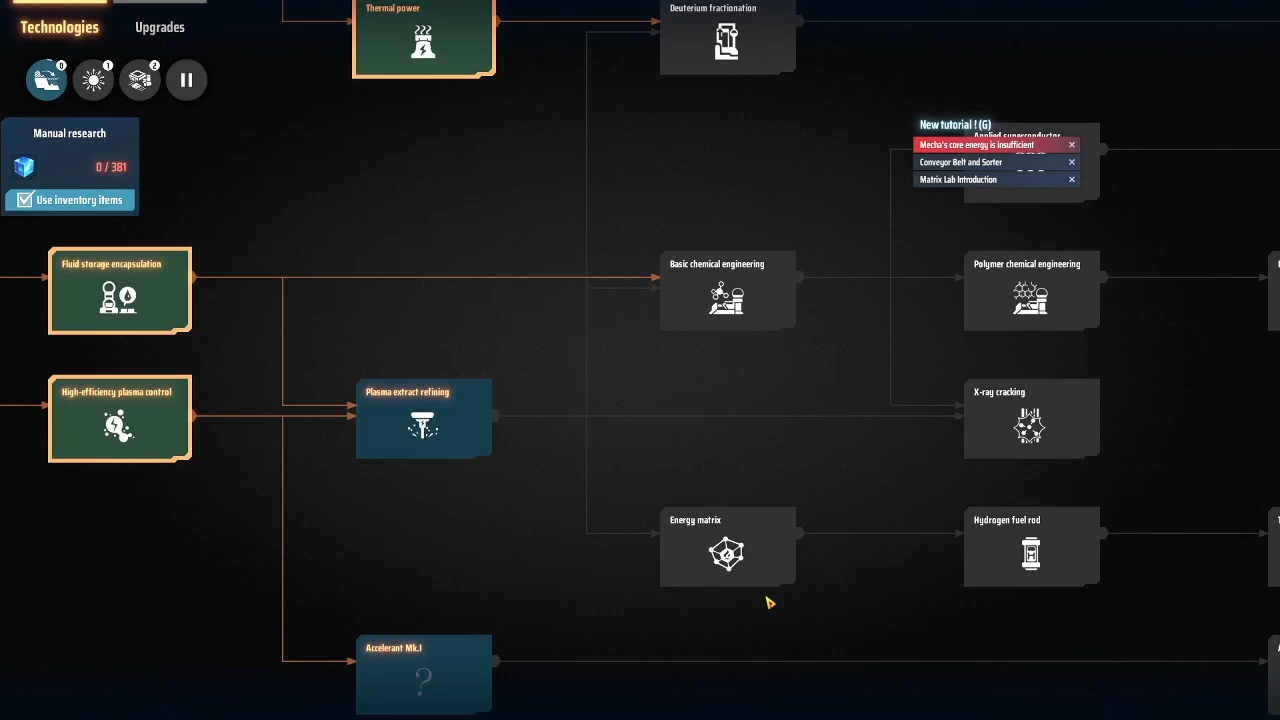 Technologies
Upgrades
0
1
2
Manual research
0 / 381
Use inventory items
Thermal power
Deuterium fractionation
New tutorial ! (G)
Applied superconductor
Mecha's core energy is insufficient
Conveyor Belt and Sorter
Matrix Lab Introduction
Fluid storage encapsulation
Basic chemical engineering
Polymer chemical engineering
High-efficiency plasma control
Plasma extract refining
X-ray cracking
Energy matrix
Hydrogen fuel rod
H
Accelerant Mk.I
?